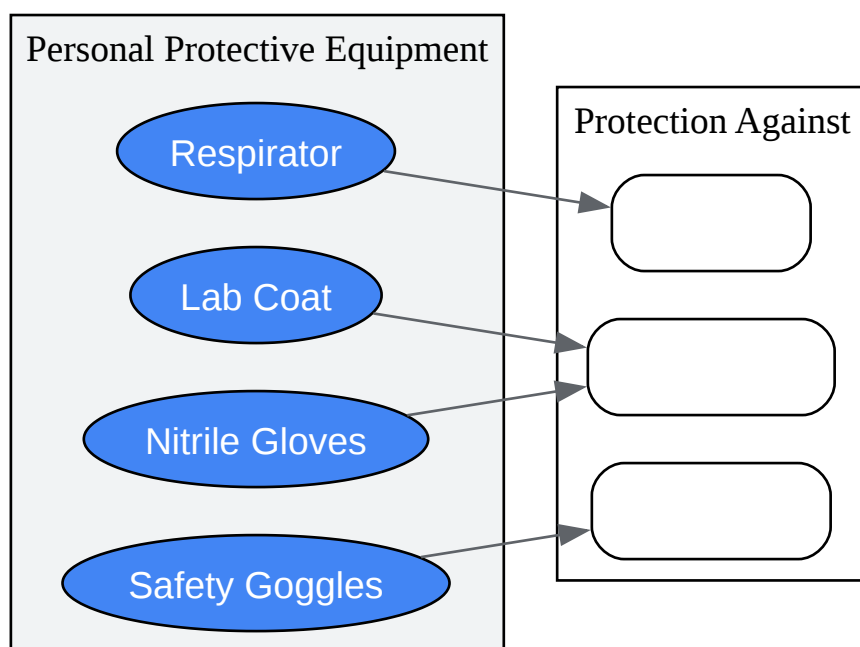 Personal Protective Equipment
Respirator
Lab Coat
Nitrile Gloves
Safety Goggles
Protection Against